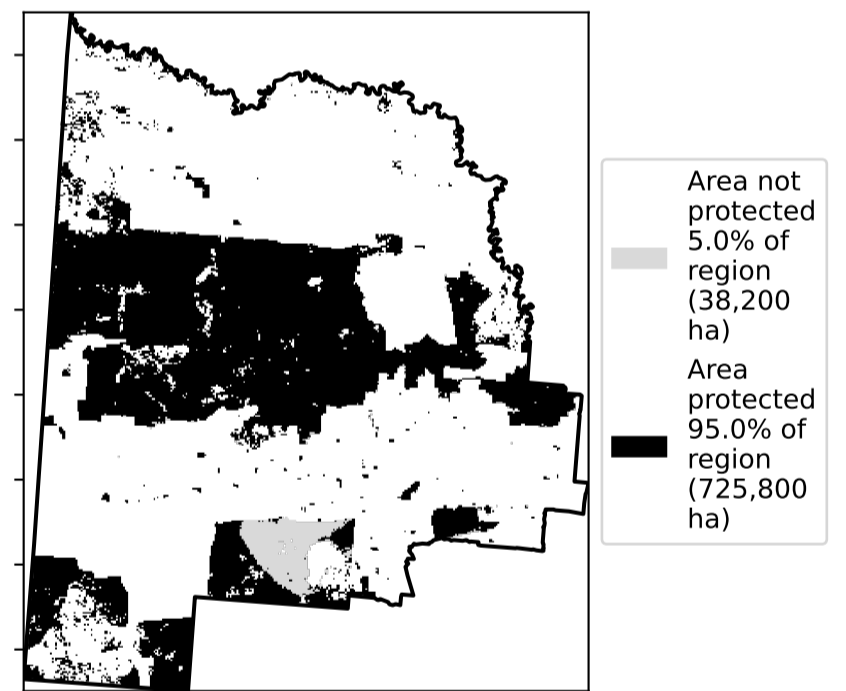 Area not
protected
5.0% of
region
(38,200
ha)
Area
protected
95.0% of
region
(725,800
ha)